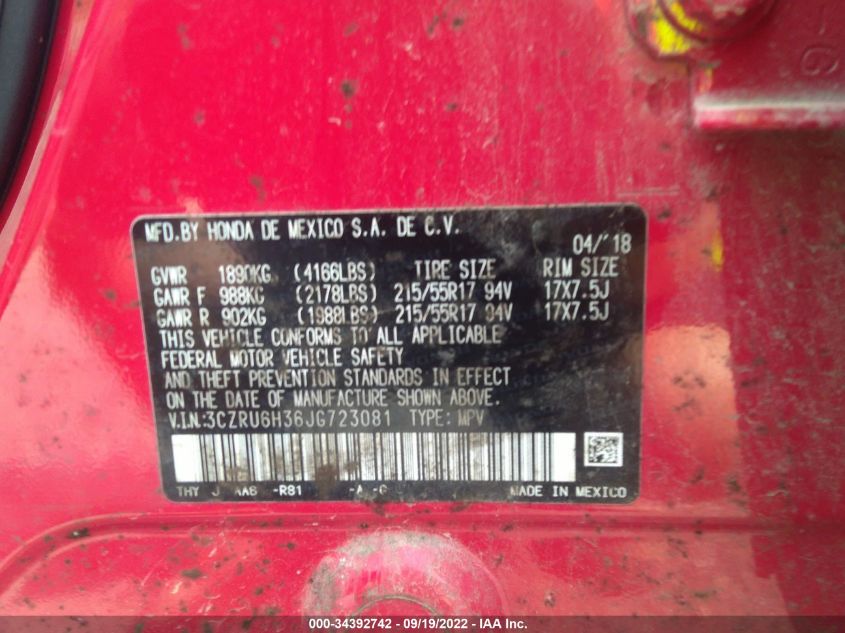 MFD.BY HONDA DE MEXICO S.A. DE C.V.
04/'18
GVWR 1890KG (4166LBS) TIRE SIZE RIM SIZE
GAWR F 988KG (2178LBS) 215/55R17 94V 17X7.5J
GAWR R 902KG (1988LBS) 215/55R17 94V 17X7.5J
THIS VEHICLE CONFORMS TO ALL APPLICABLE
FEDERAL MOTOR VEHICLE SAFETY
AND THEFT PREVENTION STANDARDS IN EFFECT
ON THE DATE OF MANUFACTURE SHOWN ABOVE.
V.I.N:3CZRU6H36JG723081 TYPE: MPV
THY J -R81
MADE IN MEXICO
000-34392742 - 09/19/2022 - IAA Inc.